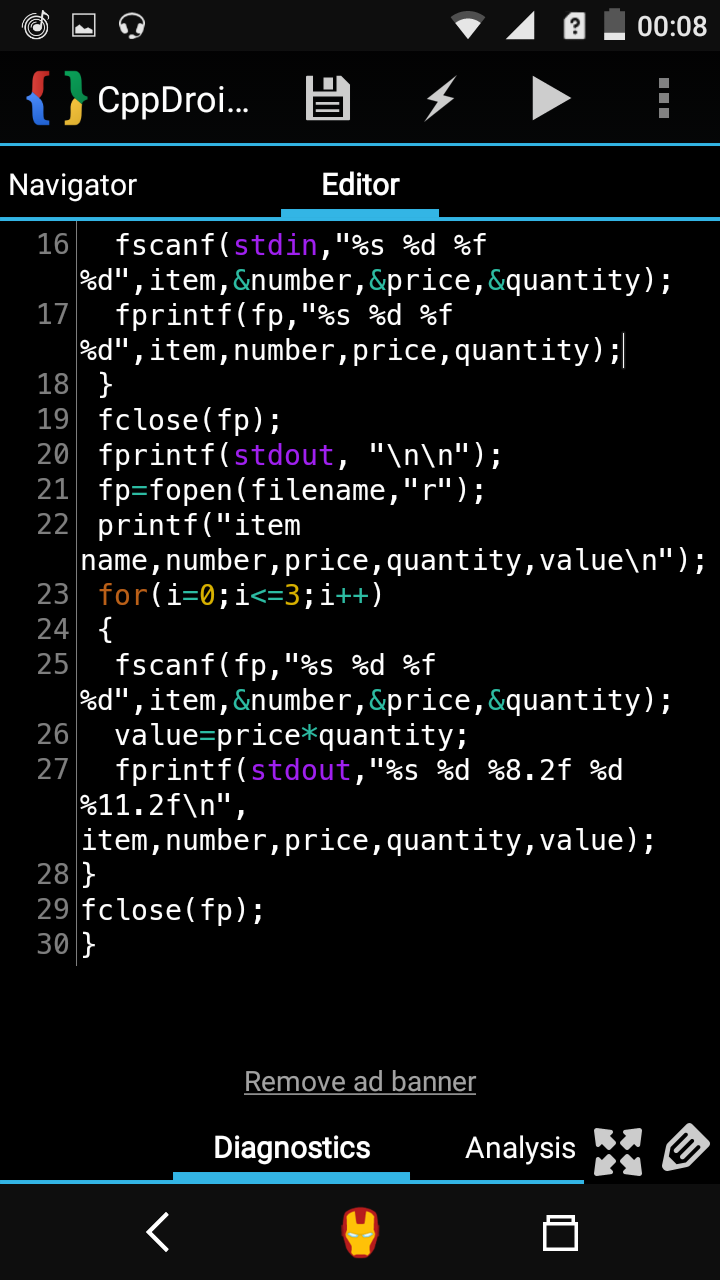 00:08
CppDroi...
Navigator
Editor
16 fscanf(stdin,"%s %d %f
%d",item,&number,&price,&quantity);
17 fprintf(fp,"%s %d %f
%d",item,number,price,quantity);
18 }
19 fclose(fp);
20 fprintf(stdout, "\n\n");
21 fp=fopen(filename,"r");
22 printf("item
name,number,price,quantity,value\n");
23 for(i=0;i<=3;i++)
24 {
25 fscanf(fp,"%s %d %f
%d",item,&number,&price,&quantity);
26 value=price*quantity;
27 fprintf(stdout,"%s %d %8.2f %d
%11.2f\n",
item,number,price,quantity,value);
28 }
29 fclose(fp);
30 }
Remove ad banner
Diagnostics
Analysis